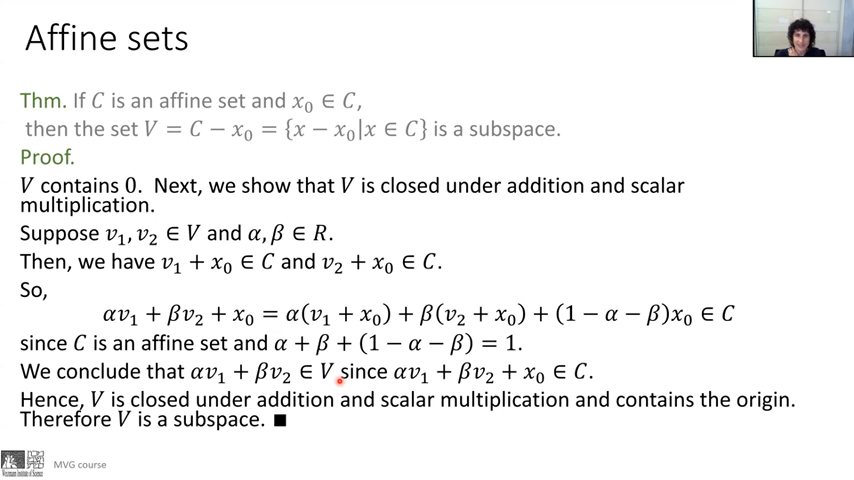 Affine sets
Thm. If C is an affine set and x₀ ∈ C,
then the set V = C − x₀ = {x − x₀|x ∈ C} is a subspace.
Proof.
V contains 0. Next, we show that V is closed under addition and scalar
multiplication.
Suppose v₁, v₂ ∈ V and α, β ∈ R.
Then, we have v₁ + x₀ ∈ C and v₂ + x₀ ∈ C.
So,
αv₁ + βv₂ + x₀ = α(v₁ + x₀) + β(v₂ + x₀) + (1 − α − β)x₀ ∈ C
since C is an affine set and α + β + (1 − α − β) = 1.
We conclude that αv₁ + βv₂ ∈ V since αv₁ + βv₂ + x₀ ∈ C.
Hence, V is closed under addition and scalar multiplication and contains the origin.
Therefore V is a subspace. ■
Weizmann Institute of Science
MVG course